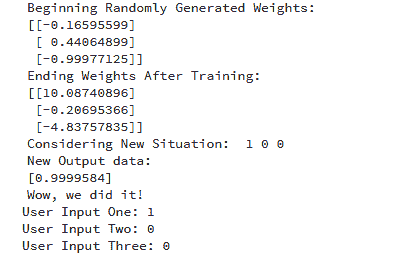 Beginning Randomly Generated Weights:
[[-0.16595599]
[ 0.44064899]
[-0.99977125]]
Ending Weights After Training:
[[10.08740896]
[-0.20695366]
[-4.83757835]]
Considering New Situation:  1 0 0
New Output data:
[0.9999584]
Wow, we did it!
User Input One: 1
User Input Two: 0
User Input Three: 0